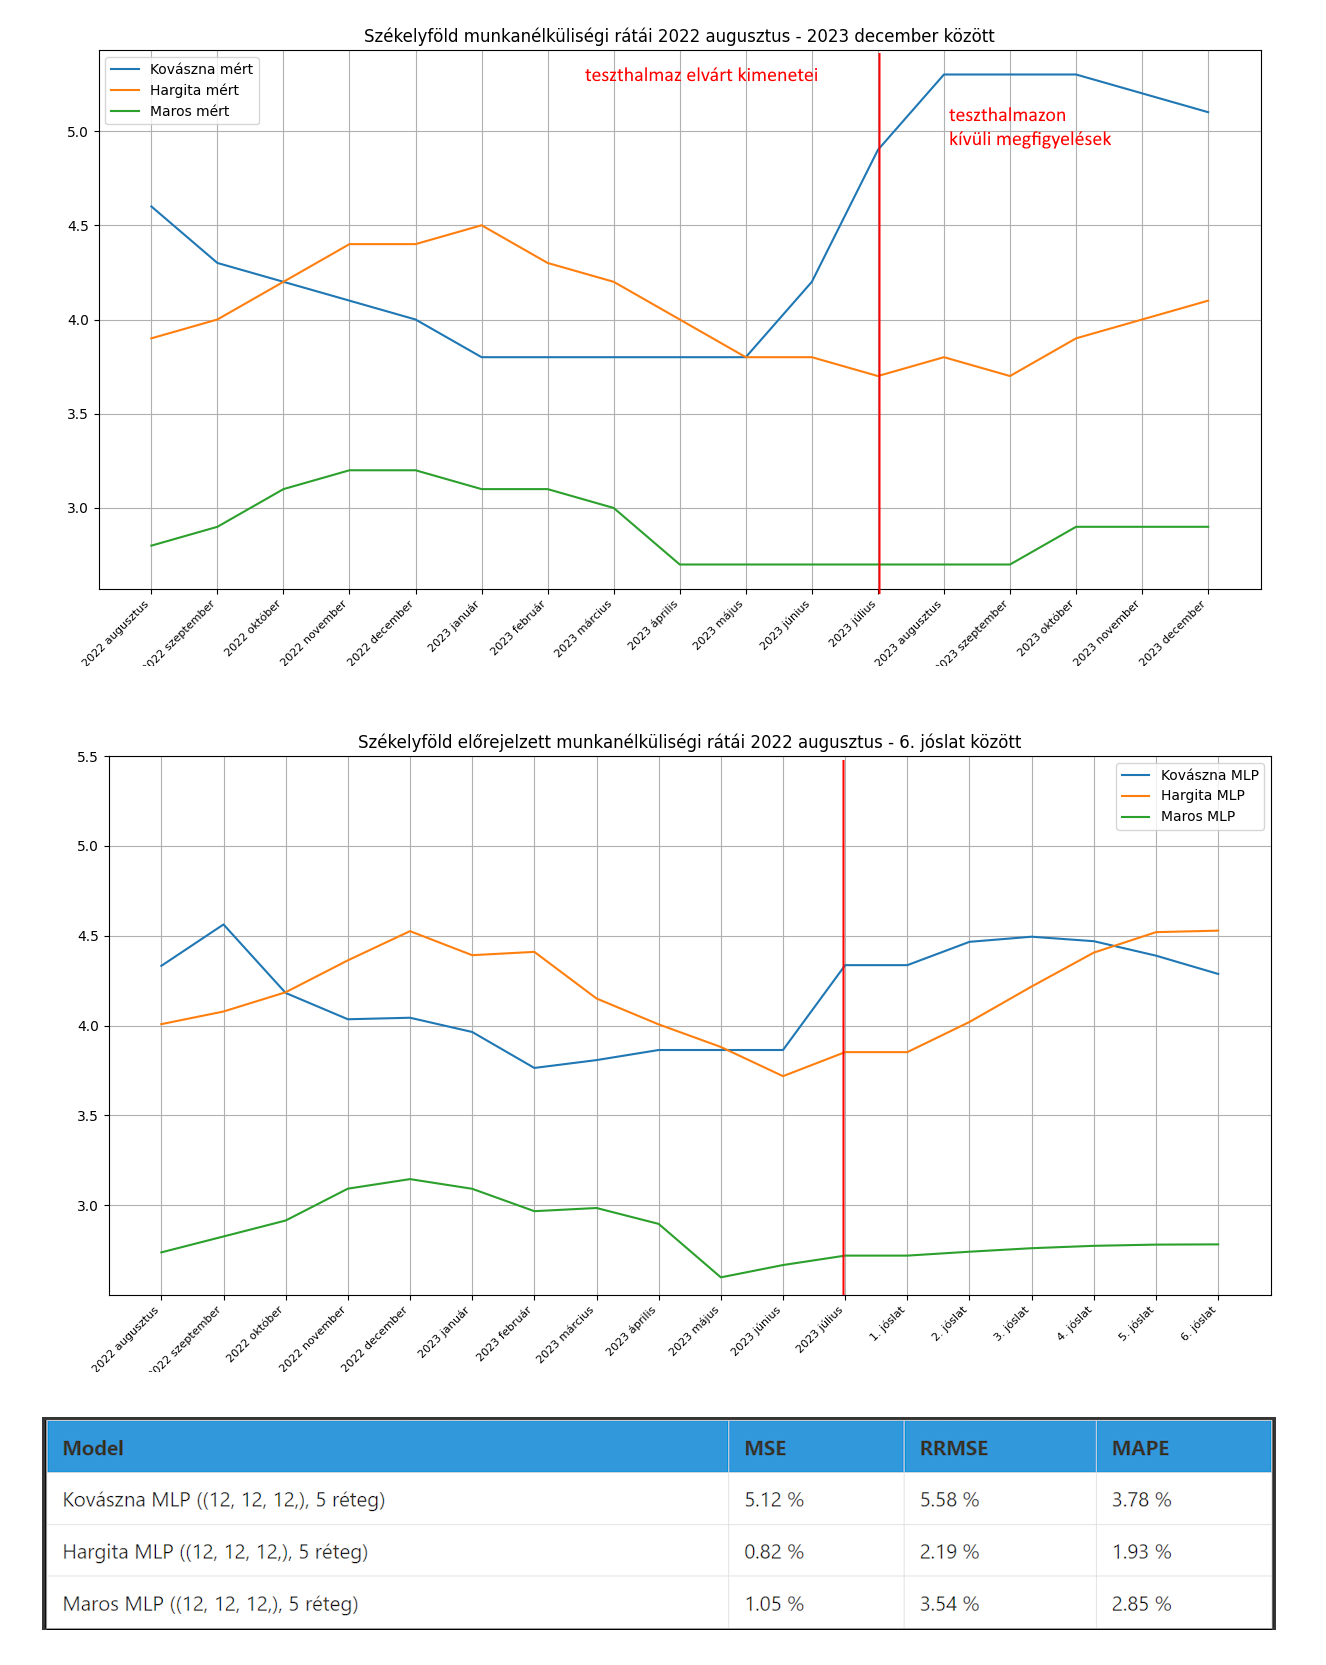 Székelyföld munkanélküliségi rátái 2022 augusztus - 2023 december között
Kovászna mért
Hargita mért
Maros mért
teszthalmaz elvárt kimenetei
teszthalmazon
kívüli megfigyelések
5.0
4.5
4.0
3.5
3.0
2022 augusztus
2022 szeptember
2022 október
2022 november
2022 december
2023 január
2023 február
2023 március
2023 április
2023 május
2023 június
2023 július
2023 augusztus
2023 szeptember
2023 október
2023 november
2023 december
Székelyföld előrejelzett munkanélküliségi rátái 2022 augusztus - 6. jóslat között
Kovászna MLP
Hargita MLP
Maros MLP
5.5
5.0
4.5
4.0
3.5
3.0
2022 augusztus
2022 szeptember
2022 október
2022 november
2022 december
2023 január
2023 február
2023 március
2023 április
2023 május
2023 június
2023 július
1. jóslat
2. jóslat
3. jóslat
4. jóslat
5. jóslat
6. jóslat
Model MSE RRMSE MAPE
Kovászna MLP ((12, 12, 12,), 5 réteg) 5.12 % 5.58 % 3.78 %
Hargita MLP ((12, 12, 12,), 5 réteg) 0.82 % 2.19 % 1.93 %
Maros MLP ((12, 12, 12,), 5 réteg) 1.05 % 3.54 % 2.85 %